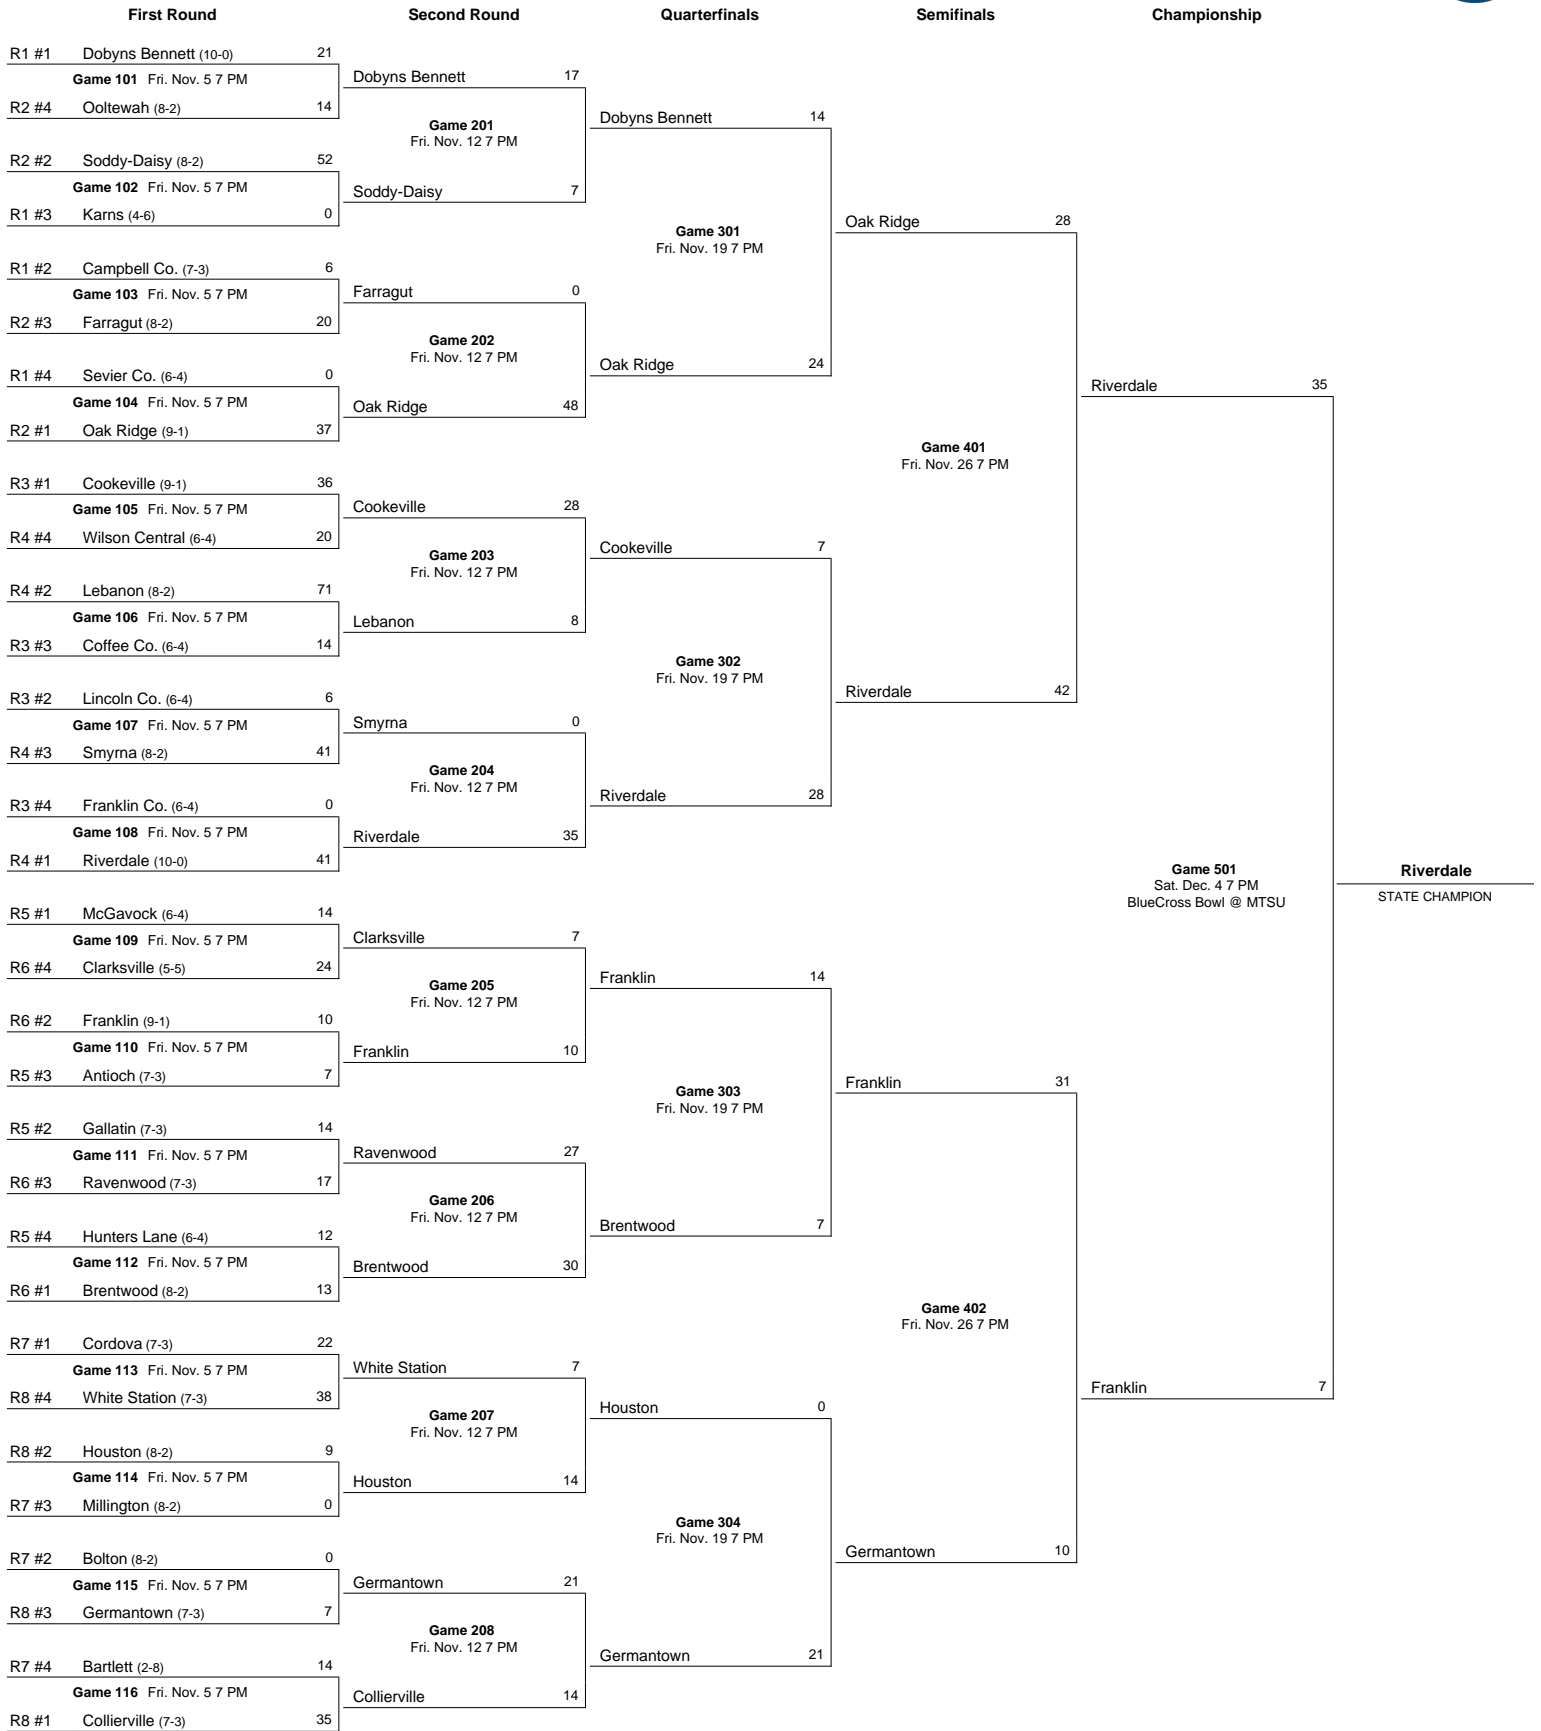 First Round Second Round Quarterfinals Semifinals Championship
R1 #1 Dobyns Bennett (10-0) 21
Game 101 Fri. Nov. 5 7 PM
R2 #4 Ooltewah (8-2) 14
R2 #2 Soddy-Daisy (8-2) 52
Game 102 Fri. Nov. 5 7 PM
R1 #3 Karns (4-6) 0
R1 #2 Campbell Co. (7-3) 6
Game 103 Fri. Nov. 5 7 PM
R2 #3 Farragut (8-2) 20
R1 #4 Sevier Co. (6-4) 0
Game 104 Fri. Nov. 5 7 PM
R2 #1 Oak Ridge (9-1) 37
R3 #1 Cookeville (9-1) 36
Game 105 Fri. Nov. 5 7 PM
R4 #4 Wilson Central (6-4) 20
R4 #2 Lebanon (8-2) 71
Game 106 Fri. Nov. 5 7 PM
R3 #3 Coffee Co. (6-4) 14
R3 #2 Lincoln Co. (6-4) 6
Game 107 Fri. Nov. 5 7 PM
R4 #3 Smyrna (8-2) 41
R3 #4 Franklin Co. (6-4) 0
Game 108 Fri. Nov. 5 7 PM
R4 #1 Riverdale (10-0) 41
R5 #1 McGavock (6-4) 14
Game 109 Fri. Nov. 5 7 PM
R6 #4 Clarksville (5-5) 24
R6 #2 Franklin (9-1) 10
Game 110 Fri. Nov. 5 7 PM
R5 #3 Antioch (7-3) 7
R5 #2 Gallatin (7-3) 14
Game 111 Fri. Nov. 5 7 PM
R6 #3 Ravenwood (7-3) 17
R5 #4 Hunters Lane (6-4) 12
Game 112 Fri. Nov. 5 7 PM
R6 #1 Brentwood (8-2) 13
R7 #1 Cordova (7-3) 22
Game 113 Fri. Nov. 5 7 PM
R8 #4 White Station (7-3) 38
R8 #2 Houston (8-2) 9
Game 114 Fri. Nov. 5 7 PM
R7 #3 Millington (8-2) 0
R7 #2 Bolton (8-2) 0
Game 115 Fri. Nov. 5 7 PM
R8 #3 Germantown (7-3) 7
R7 #4 Bartlett (2-8) 14
Game 116 Fri. Nov. 5 7 PM
R8 #1 Collierville (7-3) 35
Dobyns Bennett 17
Game 201
Fri. Nov. 12 7 PM
Soddy-Daisy 7
Farragut 0
Game 202
Fri. Nov. 12 7 PM
Oak Ridge 48
Cookeville 28
Game 203
Fri. Nov. 12 7 PM
Lebanon 8
Smyrna 0
Game 204
Fri. Nov. 12 7 PM
Riverdale 35
Clarksville 7
Game 205
Fri. Nov. 12 7 PM
Franklin 10
Ravenwood 27
Game 206
Fri. Nov. 12 7 PM
Brentwood 30
White Station 7
Game 207
Fri. Nov. 12 7 PM
Houston 14
Germantown 21
Game 208
Fri. Nov. 12 7 PM
Collierville 14
Dobyns Bennett 14
Game 301
Fri. Nov. 19 7 PM
Oak Ridge 24
Cookeville 7
Game 302
Fri. Nov. 19 7 PM
Riverdale 28
Franklin 14
Game 303
Fri. Nov. 19 7 PM
Brentwood 7
Houston 0
Game 304
Fri. Nov. 19 7 PM
Germantown 21
Oak Ridge 28
Game 401
Fri. Nov. 26 7 PM
Riverdale 42
Franklin 31
Game 402
Fri. Nov. 26 7 PM
Germantown 10
Riverdale 35
Game 501
Sat. Dec. 4 7 PM
BlueCross Bowl @ MTSU
Franklin 7
Riverdale
STATE CHAMPION